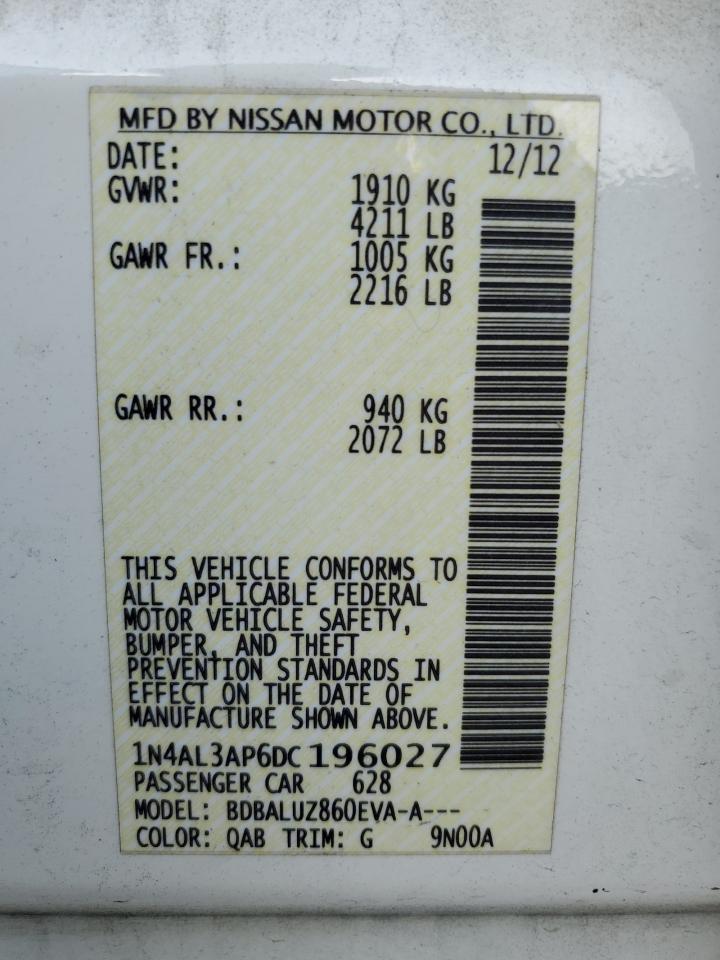 MFD BY NISSAN MOTOR CO., LTD.
DATE: 12/12
GVWR: 1910 KG
4211 LB
GAWR FR.: 1005 KG
2216 LB
GAWR RR.: 940 KG
2072 LB
THIS VEHICLE CONFORMS TO
ALL APPLICABLE FEDERAL
MOTOR VEHICLE SAFETY,
BUMPER, AND THEFT
PREVENTION STANDARDS IN
EFFECT ON THE DATE OF
MANUFACTURE SHOWN ABOVE.
1N4AL3AP6DC196027
PASSENGER CAR 628
MODEL: BDBALUZ860EVA-A---
COLOR: QAB TRIM: G 9N00A